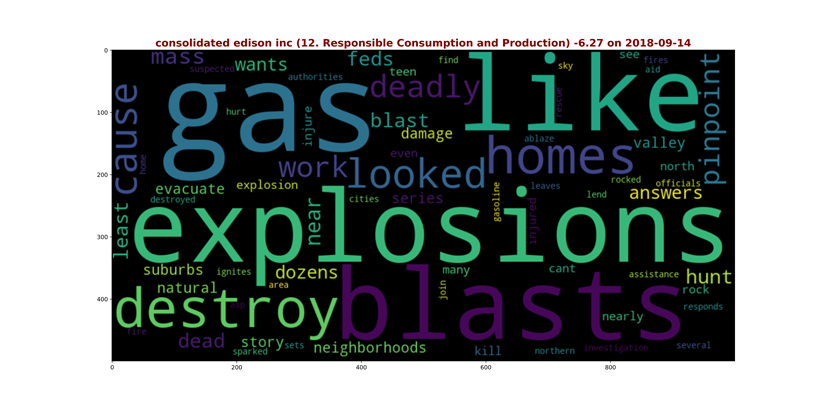 consolidated edison inc (12. Responsible Consumption and Production) -6.27 on 2018-09-14
0
100
200
300
400
0
200
400
600
800
mass
suspected
wants
feds
authorities
teen
find
deadly
like
sky
see
fires
aid
pinpoint
cause
gas
hurt
injure
blast
damage
rescue
ablaze
valley
home
work
looked
even
homes
north
evacuate
explosion
destroyed
cities
series
gasoline
leaves
rocked
officials
lend
answers
least
explosions
near
injured
suburbs
ignites
natural
area
dozens
many
cant
assistance
hunt
join
rock
destroy
blasts
nearly
responds
fire
dead
story
sparked
sets
neighborhoods
kill
northern
investigation
several